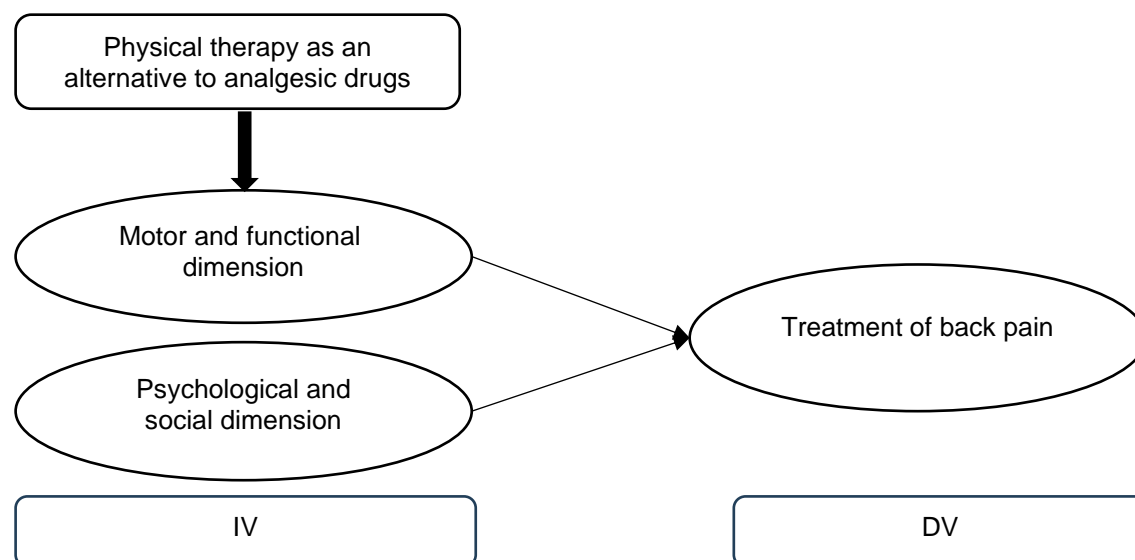 Physical therapy as an
alternative to analgesic drugs
Motor and functional
dimension
Treatment of back pain
Psychological and
social dimension
IV
DV